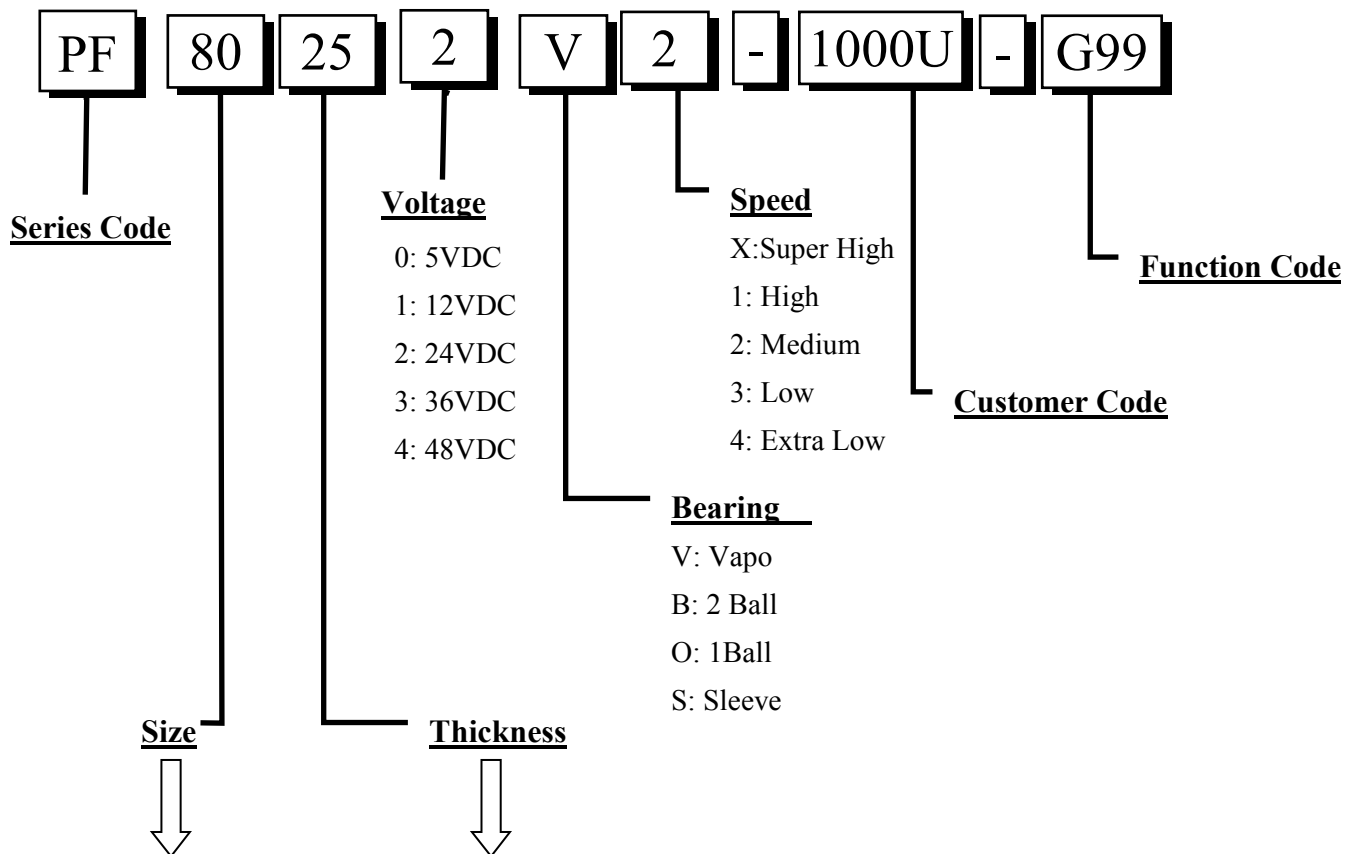 PF 80 25 2 V 2 - 1000U - G99
Series Code
Voltage
0: 5VDC
1: 12VDC
2: 24VDC
3: 36VDC
4: 48VDC
Speed
X:Super High
1: High
2: Medium
3: Low
4: Extra Low
Function Code
Customer Code
Bearing
V: Vapo
B: 2 Ball
O: 1Ball
S: Sleeve
Size
Thickness